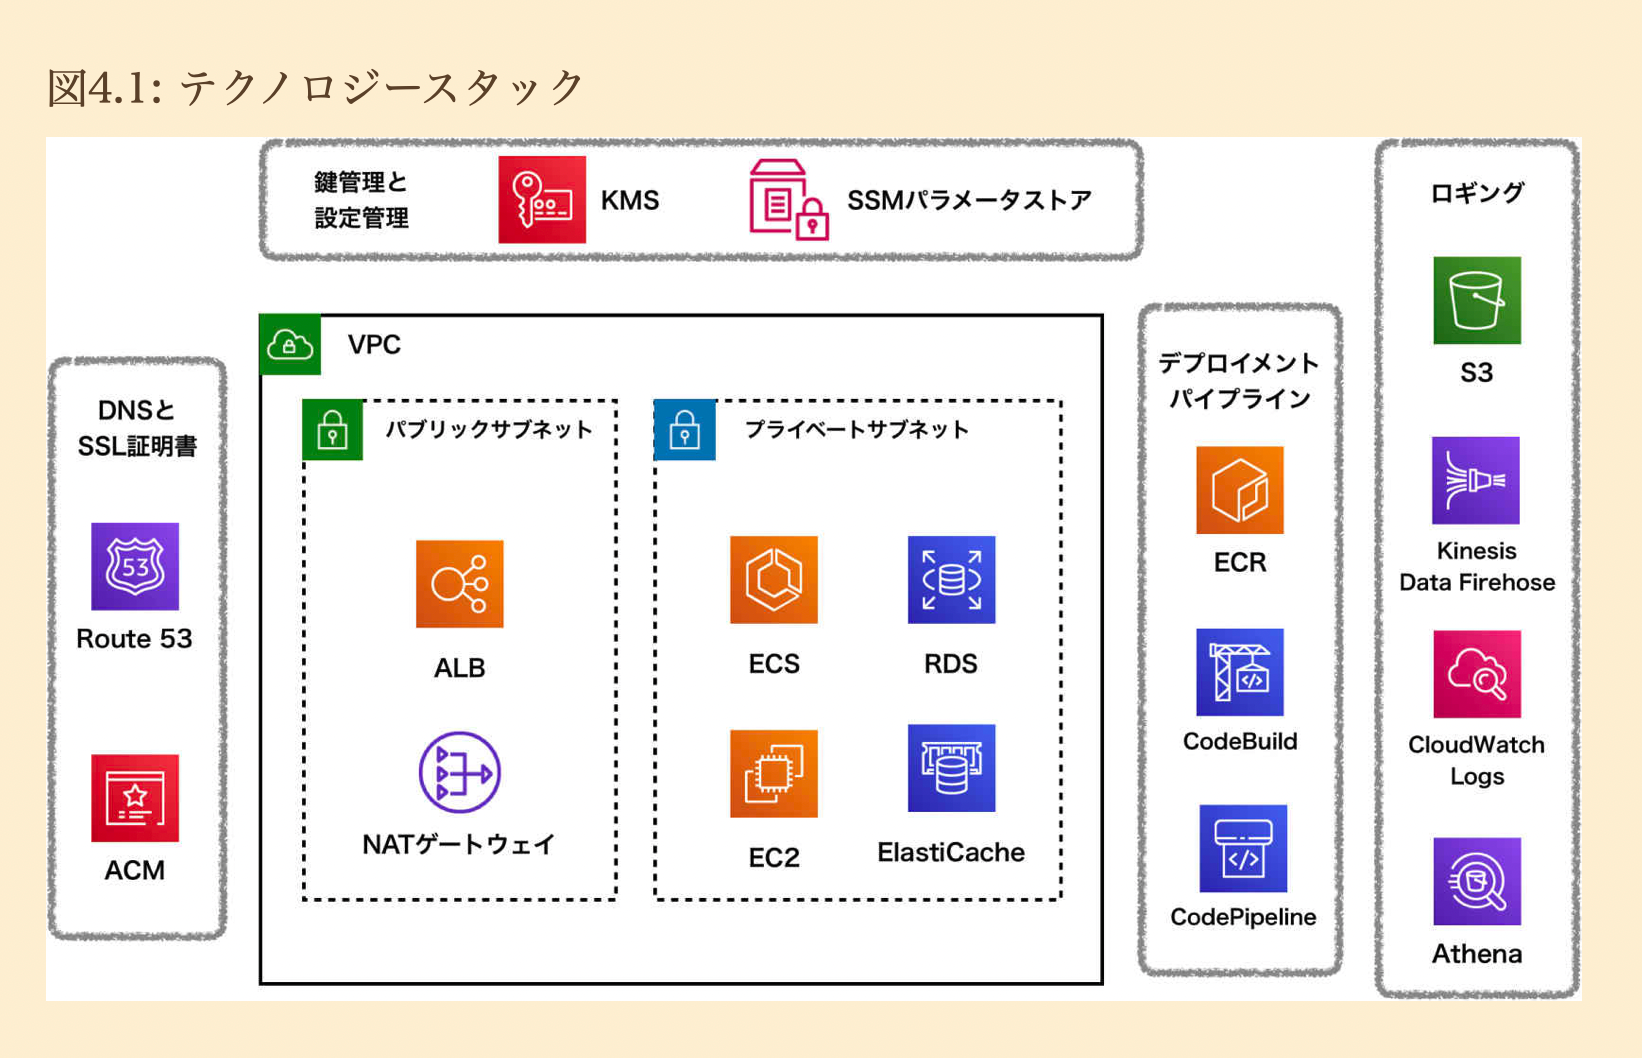 図4.1: テクノロジースタック
鍵管理と
設定管理
KMS
SSMパラメータストア
DNSと
SSL証明書
Route 53
ACM
VPC
パブリックサブネット
ALB
NATゲートウェイ
プライベートサブネット
ECS
RDS
EC2
ElastiCache
デプロイメント
パイプライン
ECR
CodeBuild
CodePipeline
ロギング
S3
Kinesis
Data Firehose
CloudWatch
Logs
Athena
53